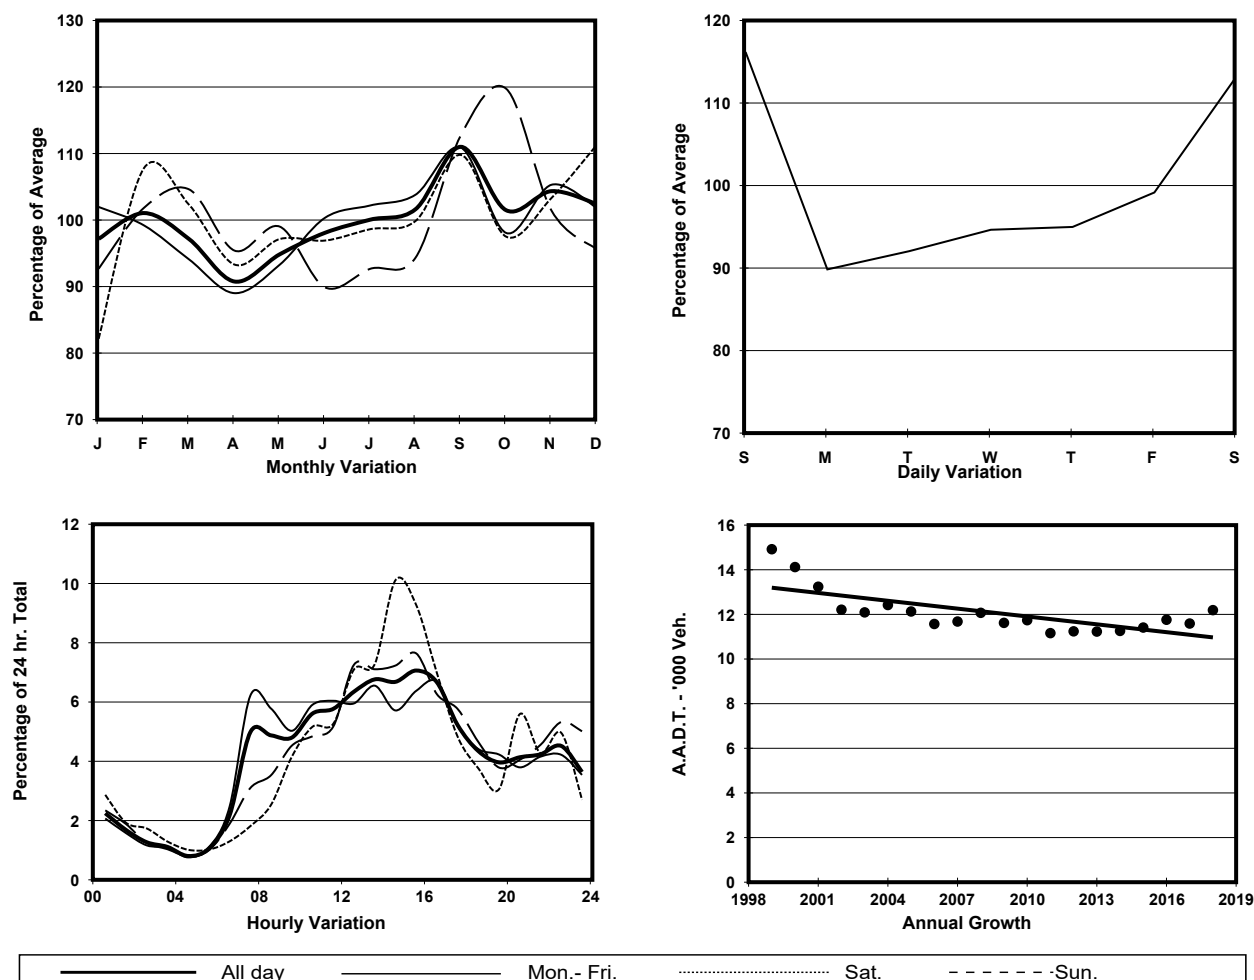 130
120
110
100
90
80
70
Percentage of Average
J F M A M J J A S O N D
Monthly Variation
120
110
100
90
80
70
Percentage of Average
S M T W T F S
Daily Variation
12
10
8
6
4
2
0
Percentage of 24 hr. Total
00 04 08 12 16 20 24
Hourly Variation
16
14
12
10
8
6
4
2
0
A.A.D.T. - '000 Veh.
1998 2001 2004 2007 2010 2013 2016 2019
Annual Growth
All day Mon.- Fri. Sat. Sun.